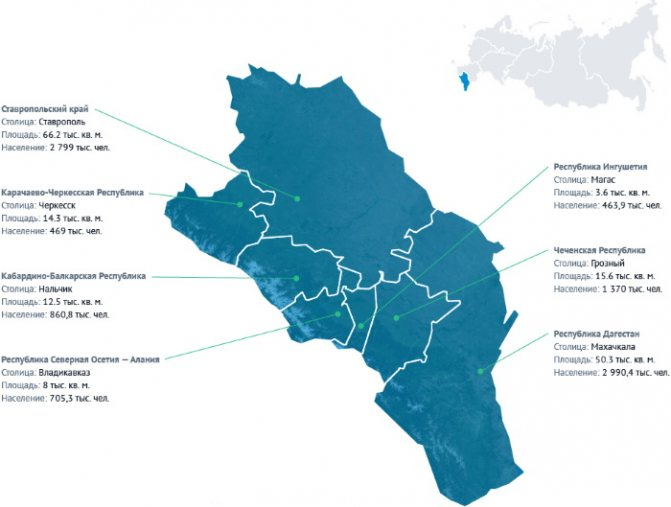 Ставропольский край
Столица: Ставрополь
Площадь: 66.2 тыс. кв. м.
Население: 2 799 тыс. чел.
Карачаево-Черкесская Республика
Столица: Черкесск
Площадь: 14.3 тыс. кв. м.
Население: 469 тыс. чел.
Кабардино-Балкарская Республика
Столица: Нальчик
Площадь: 12.5 тыс. кв. м.
Население: 860,8 тыс. чел.
Республика Северная Осетия — Алания
Столица: Владикавказ
Площадь: 8 тыс. кв. м.
Население: 705,3 тыс. чел.
Республика Ингушетия
Столица: Магас
Площадь: 3.6 тыс. кв. м.
Население: 463,9 тыс. чел.
Чеченская Республика
Столица: Грозный
Площадь: 15.6 тыс. кв. м.
Население: 1 370 тыс. чел.
Республика Дагестан
Столица: Махачкала
Площадь: 50.3 тыс. кв. м.
Население: 2 990,4 тыс. чел.